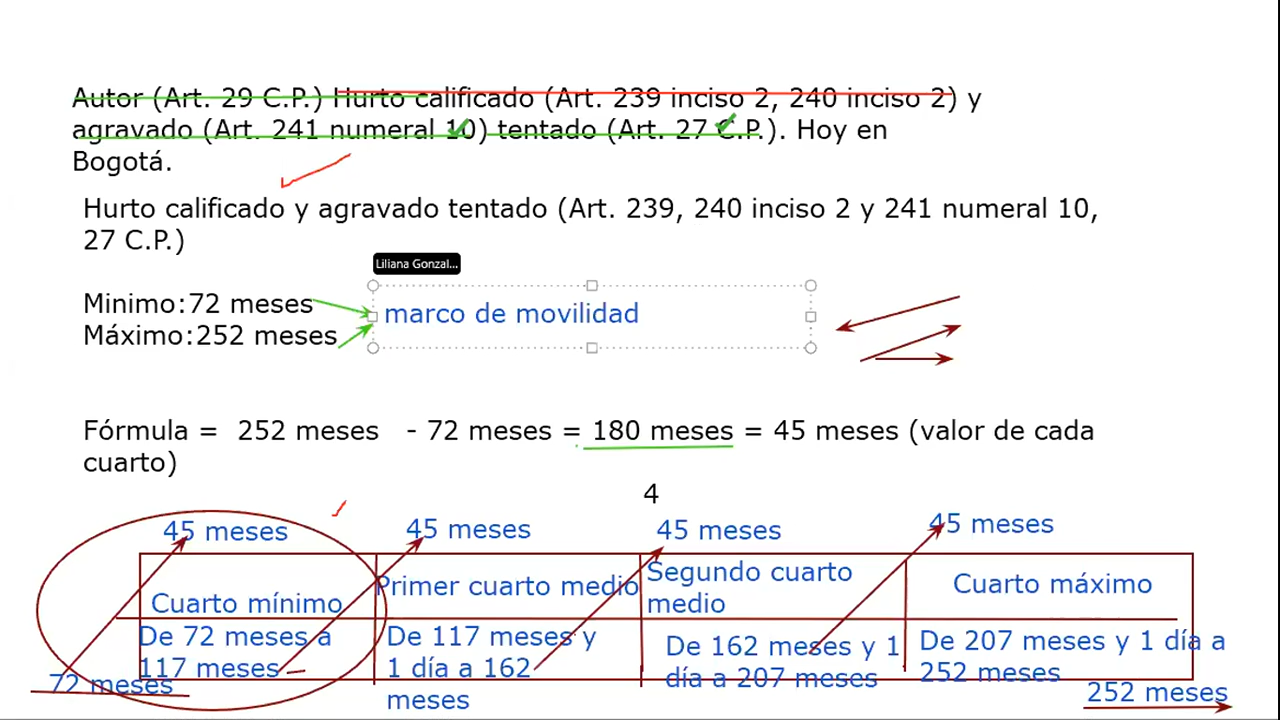 Autor (Art. 29 C.P.) Hurto calificado (Art. 239 inciso 2, 240 inciso 2) y
agravado (Art. 241 numeral 10) tentado (Art. 27 C.P.). Hoy en
Bogotá.
Hurto calificado y agravado tentado (Art. 239, 240 inciso 2 y 241 numeral 10,
27 C.P.)
Liliana Gonzal...
Minimo:72 meses
marco de movilidad
Máximo:252 meses
Fórmula = 252 meses - 72 meses = 180 meses = 45 meses (valor de cada
cuarto)
4
45 meses 45 meses 45 meses 45 meses
Cuarto mínimo
Primer cuarto medio
Segundo cuarto
medio
Cuarto máximo
De 72 meses a
117 meses
De 117 meses y
1 día a 162
meses
De 162 meses y 1
día a 207 meses
De 207 meses y 1 día a
252 meses
72 meses
252 meses